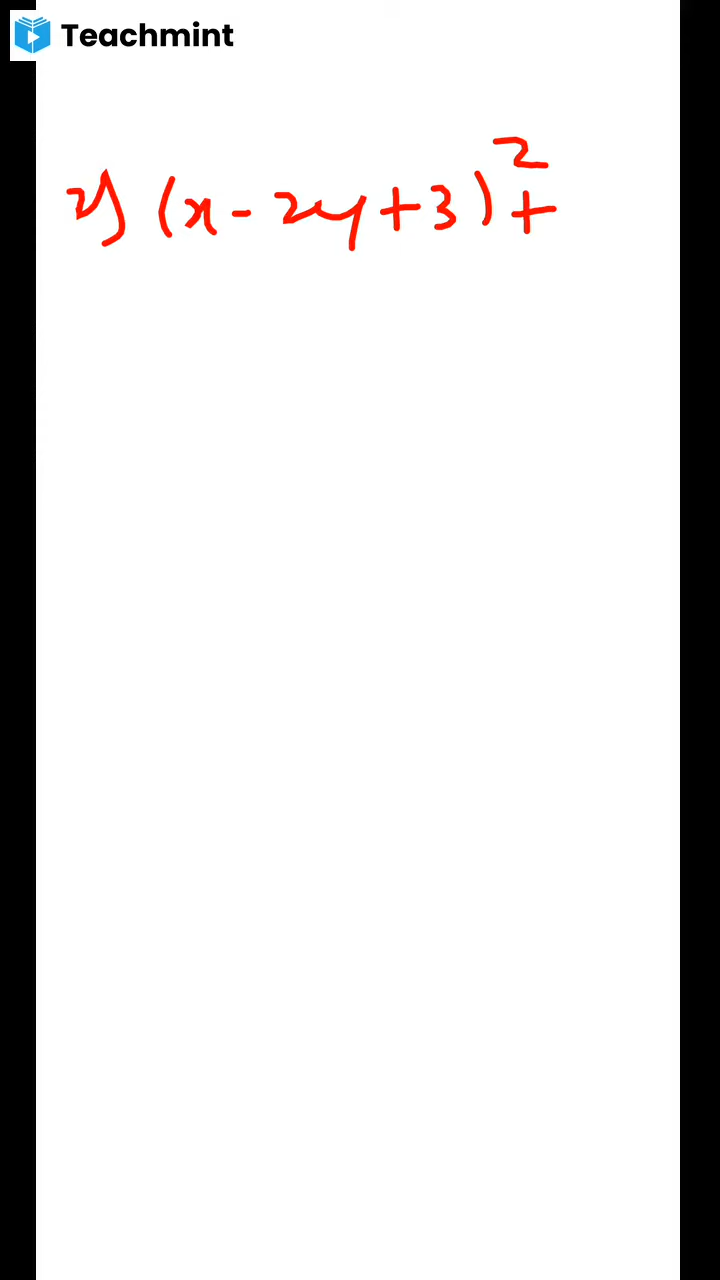 Teachmint
2) (x - 2y + 3)² +